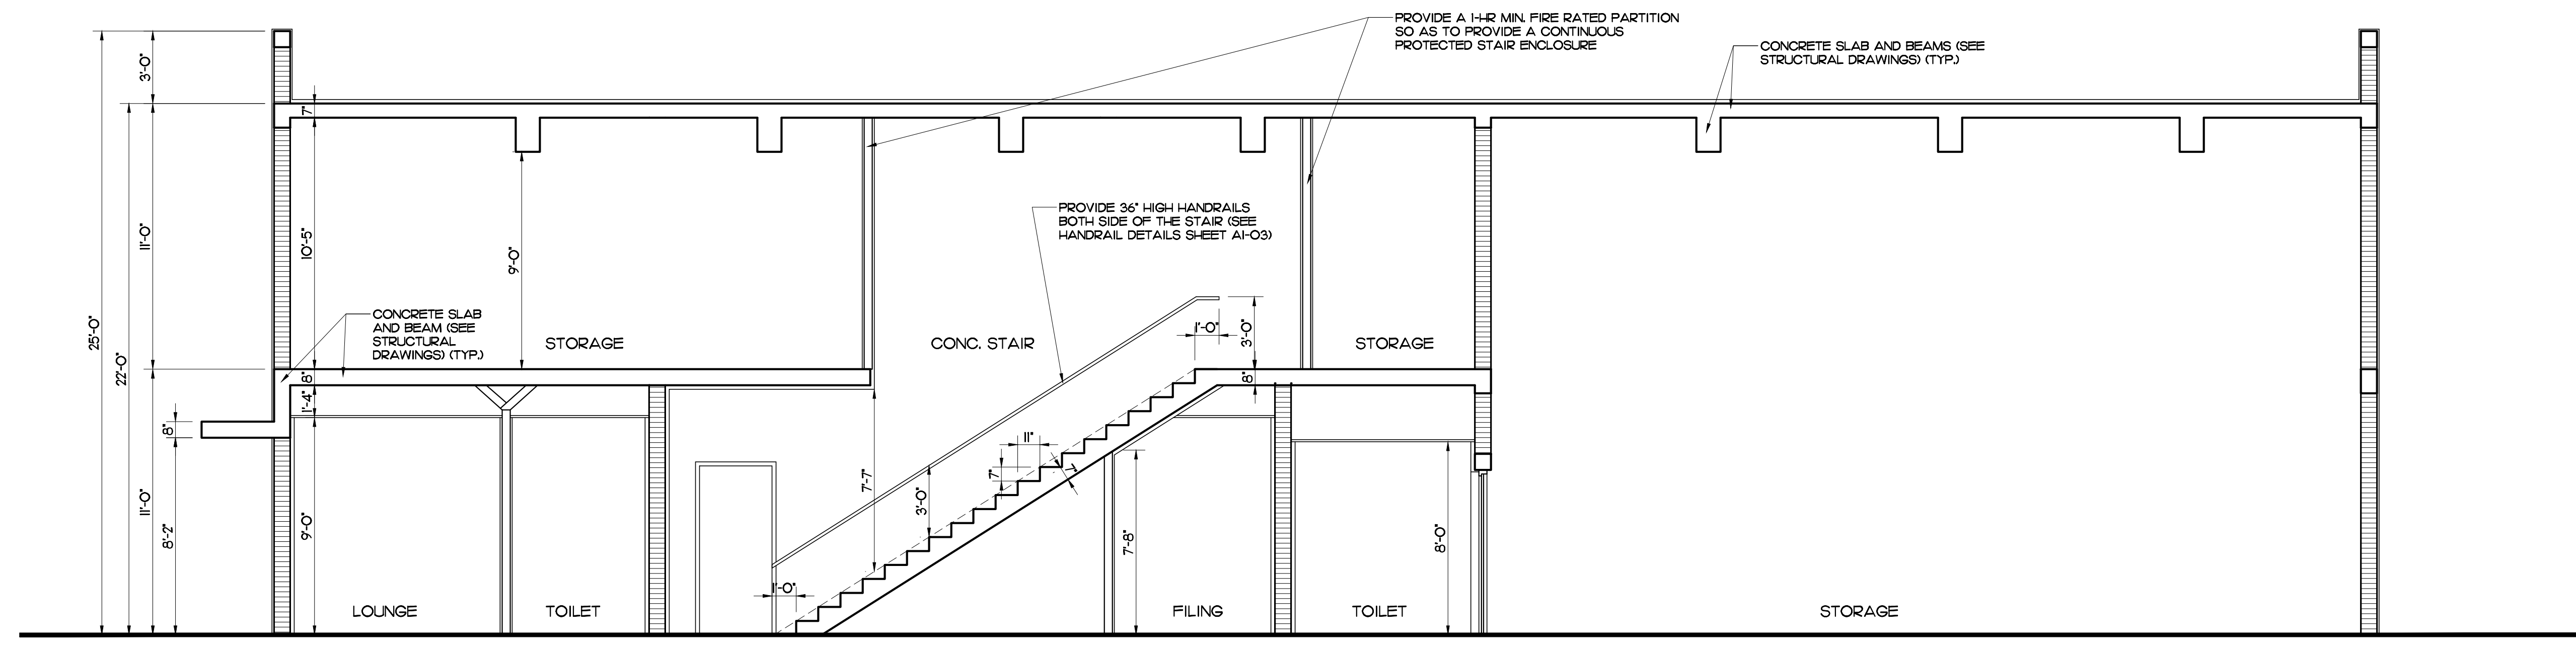 PROVIDE A 1-HR MIN. FIRE RATED PARTITION
SO AS TO PROVIDE A CONTINUOUS
PROTECTED STAIR ENCLOSURE
CONCRETE SLAB AND BEAMS (SEE
STRUCTURAL DRAWINGS) (TYP.)
3'-0"
7"
25'-0"
22'-0"
11'-0"
10'-5"
9'-0"
PROVIDE 36" HIGH HANDRAILS
BOTH SIDE OF THE STAIR (SEE
HANDRAIL DETAILS SHEET A1-03)
CONCRETE SLAB
AND BEAM (SEE
STRUCTURAL
DRAWINGS) (TYP.)
STORAGE
CONC. STAIR
STORAGE
1'-0"
3'-0"
8"
8"
1'-4"
8"
11'-0"
8'-2"
9'-0"
7'-7"
3'-0"
11"
7"
7"
7'-8"
8'-0"
1'-0"
LOUNGE
TOILET
FILING
TOILET
STORAGE